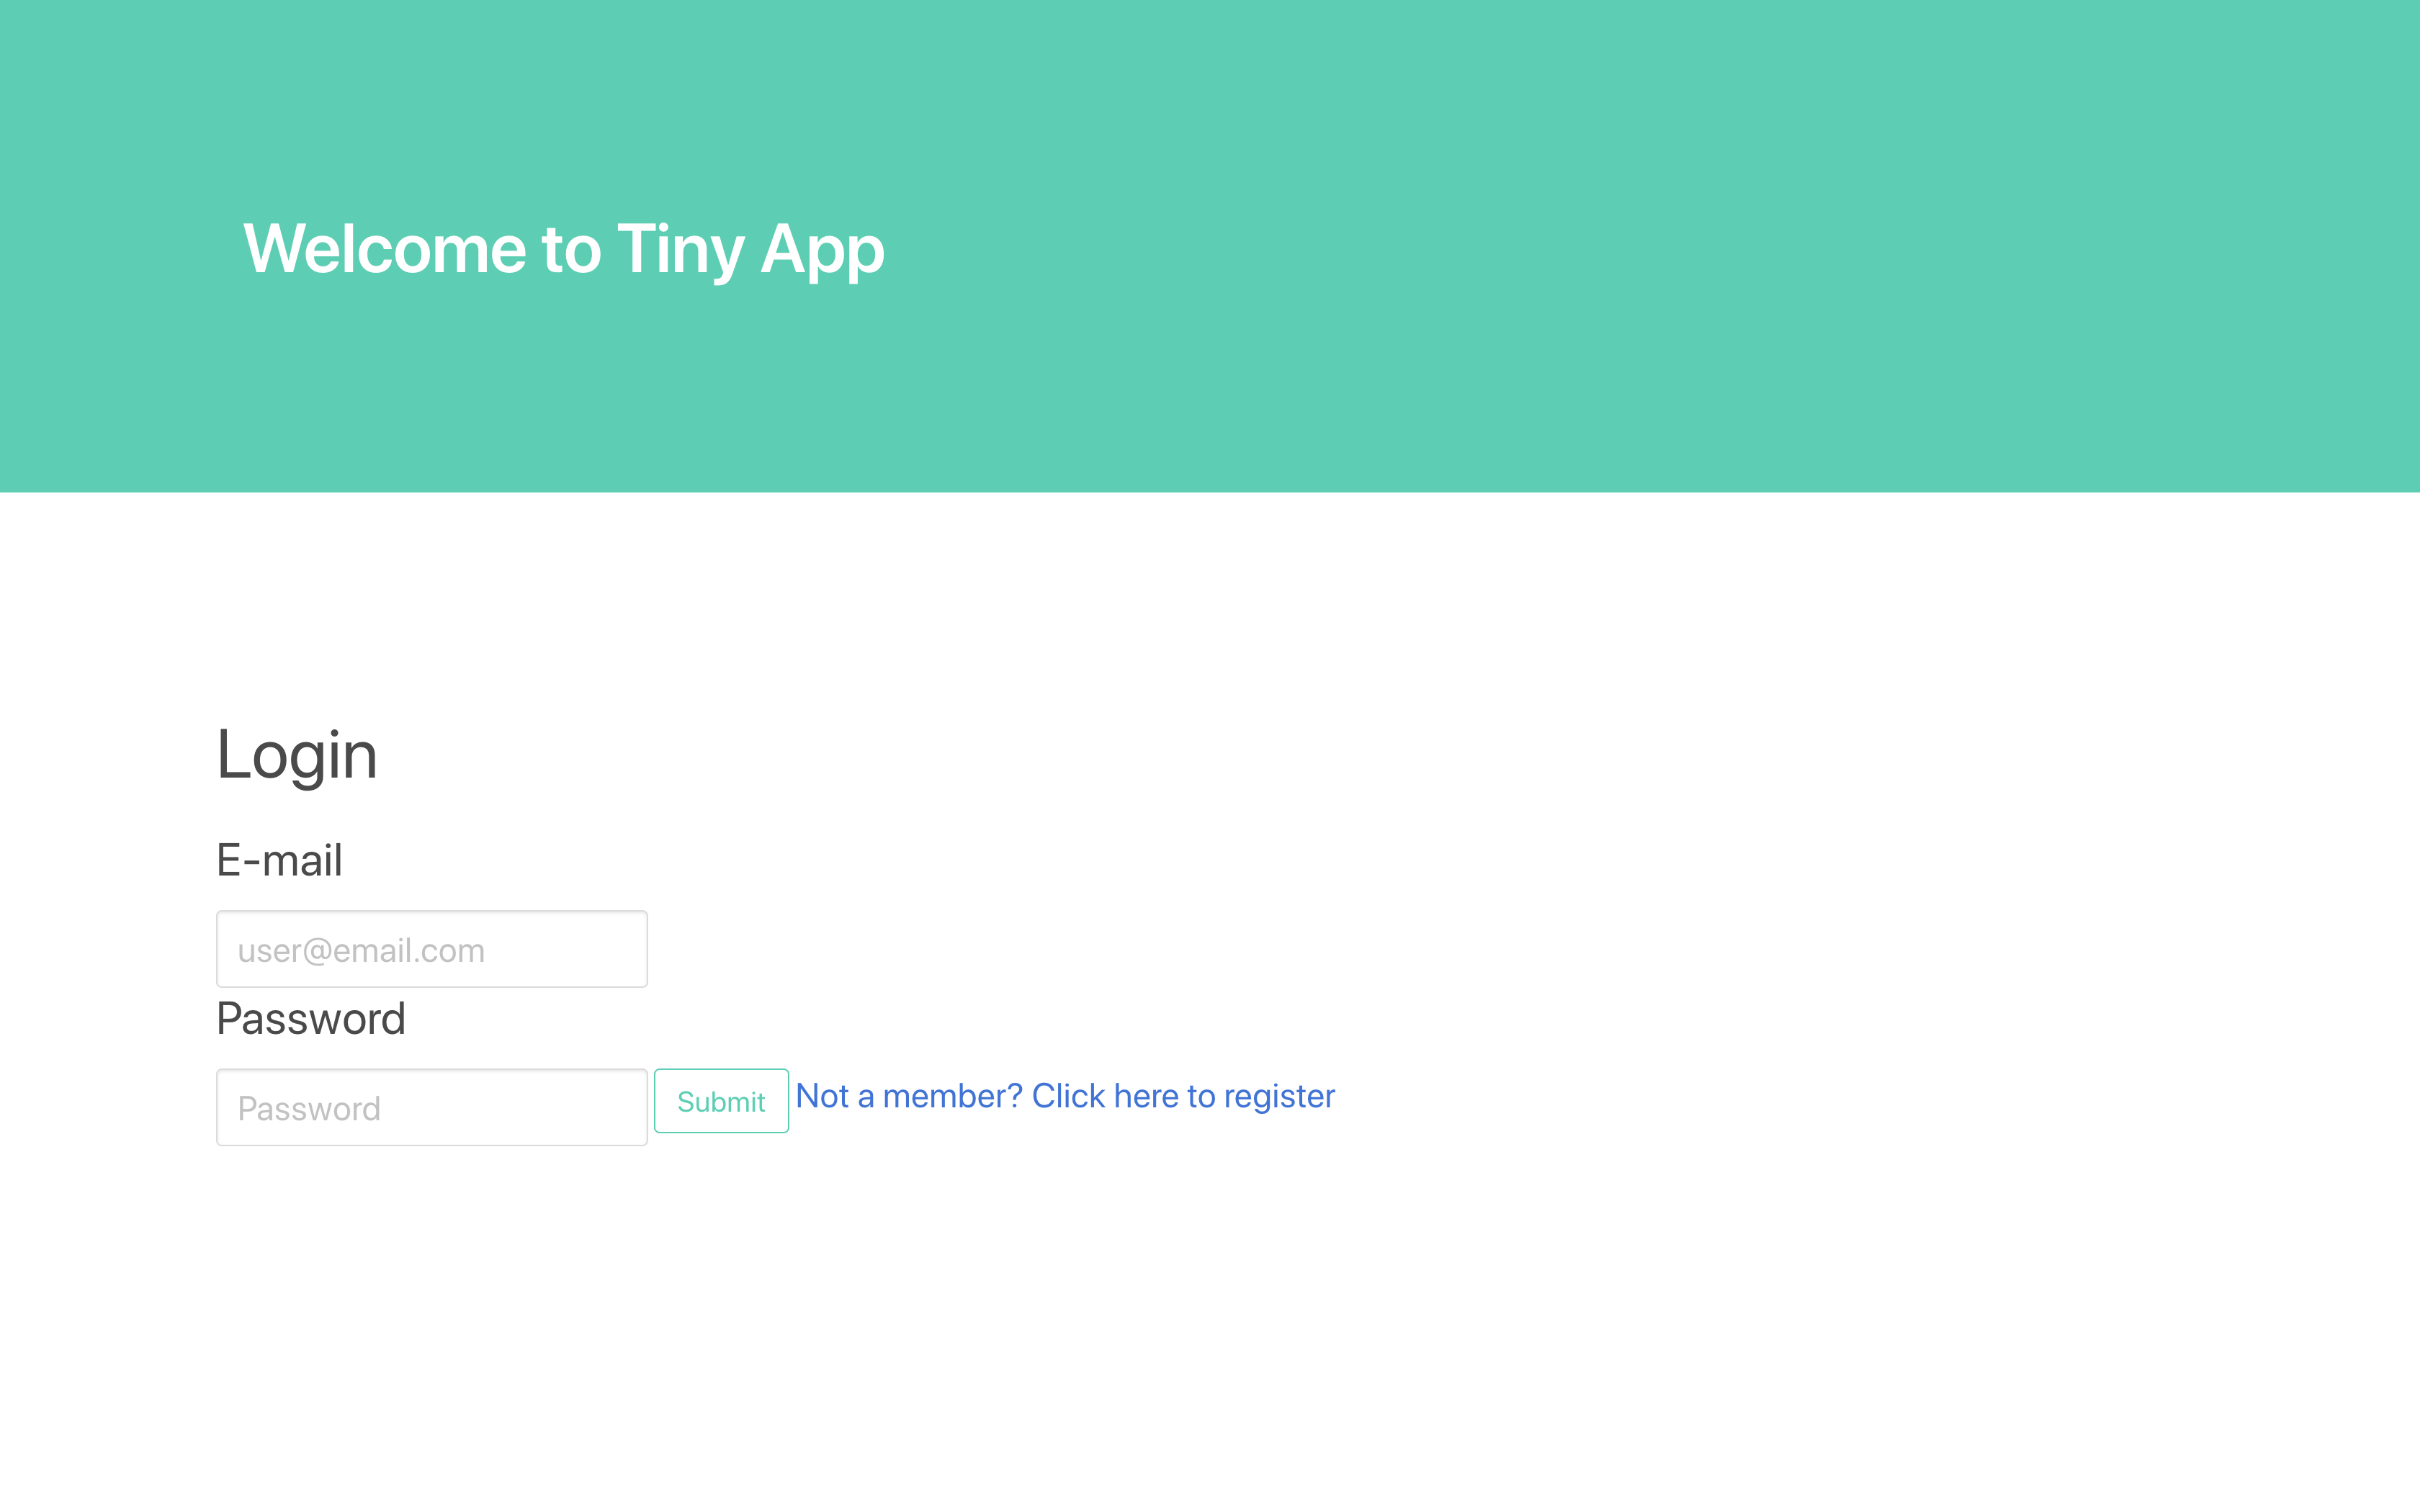 Welcome to Tiny App
Login
E-mail
user@email.com
Password
Password Submit Not a member? Click here to register